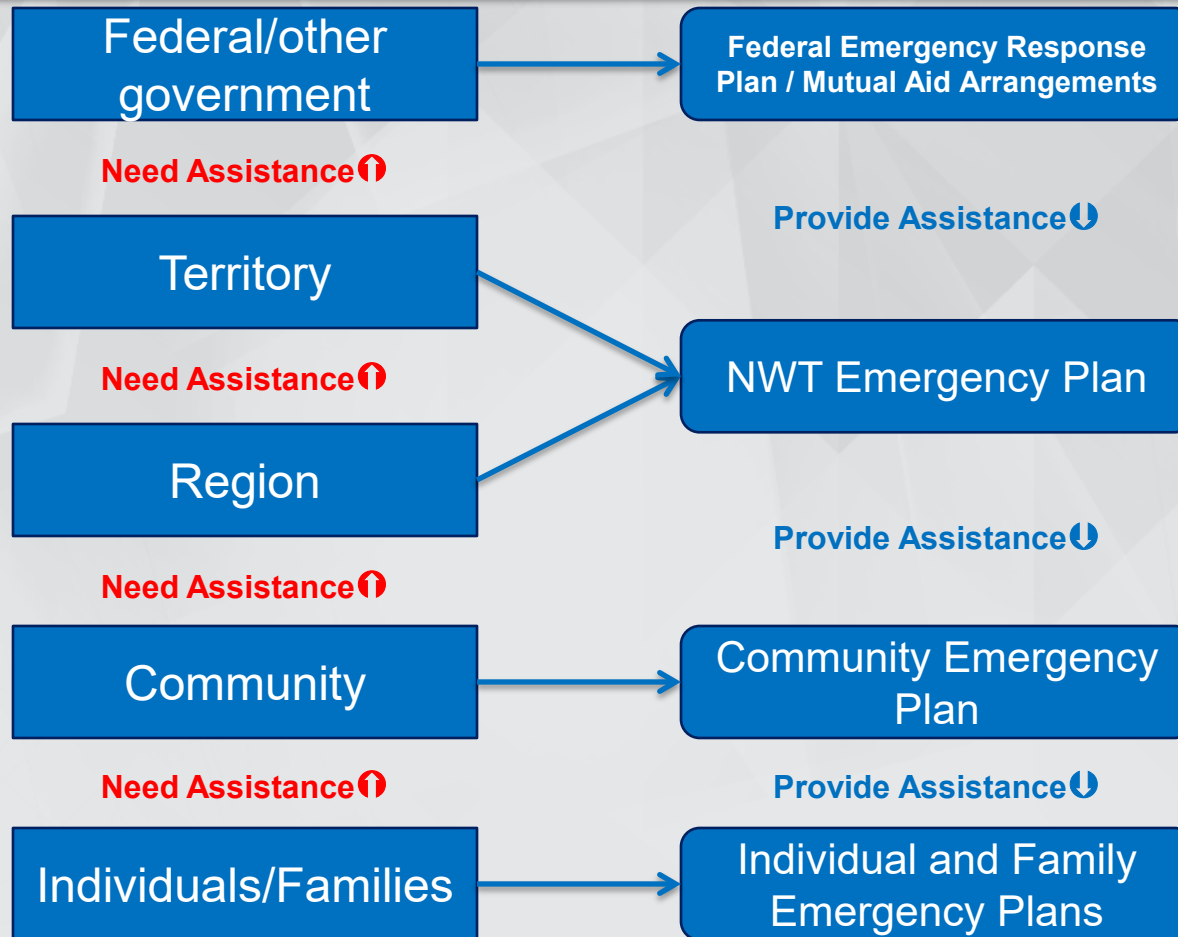 Federal/other
government
Federal Emergency Response
Plan / Mutual Aid Arrangements
Need Assistance
Provide Assistance
Territory
Need Assistance
NWT Emergency Plan
Region
Provide Assistance
Need Assistance
Community
Community Emergency
Plan
Need Assistance
Provide Assistance
Individuals/Families
Individual and Family
Emergency Plans